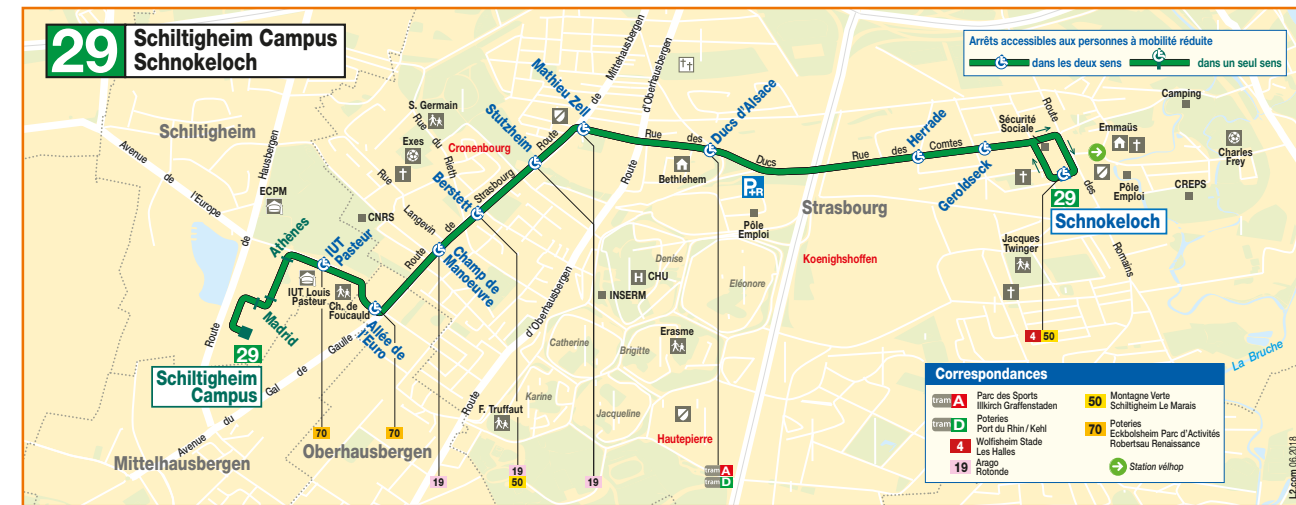 29
Schiltigheim Campus
Schnokeloch
Arrêts accessibles aux personnes à mobilité réduite
dans les deux sens
dans un seul sens
Schiltigheim
Avenue
de
l'Europe
Route
de
Hausbergen
ECPM
CNRS
S. Germain
Exes
Rue
du
Rieth
Rue
Langevin
Cronenbourg
Mathieu Zell
Stutzheim
Berstett
Champ de
Manoeuvre
Allée de
l'Euro
IUT
Pasteur
Athènes
Madrid
IUT Louis
Pasteur
Ch. de
Foucauld
29
Schiltigheim
Campus
Avenue
du
Gal
de
Gaulle
Mittelhausbergen
Oberhausbergen
70
70
Route
de
Strasbourg
Route
de
Mittehausbergen
Route
d'Oberhausbergen
Route
d'Oberhausbergen
F. Truffaut
19
19
50
19
Karine
Catherine
Brigitte
Jacqueline
Denise
Eléonore
H
CHU
INSERM
Erasme
Hautepierre
tram A
tram D
Bethlehem
Rue
des
Ducs
Ducs d'Alsace
P+R
Pôle
Emploi
Strasbourg
Koenighshoffen
Rue
des
Comtes
Herrade
Geroldseck
Sécurité
Sociale
Route
des
Romains
Emmaüs
Pôle
Emploi
Camping
Charles
Frey
CREPS
29
Schnokeloch
Jacques
Twinger
4
50
La Bruche
Correspondances
tram A
Parc des Sports
Illkirch Graffenstaden
tram D
Poteries
Port du Rhin / Kehl
4
Wolfisheim Stade
Les Halles
19
Arago
Rotonde
50
Montagne Verte
Schiltigheim Le Marais
70
Poteries
Eckbolsheim Parc d'Activités
Robertsau Renaissance
Station vélhop
L2.com 06.2018